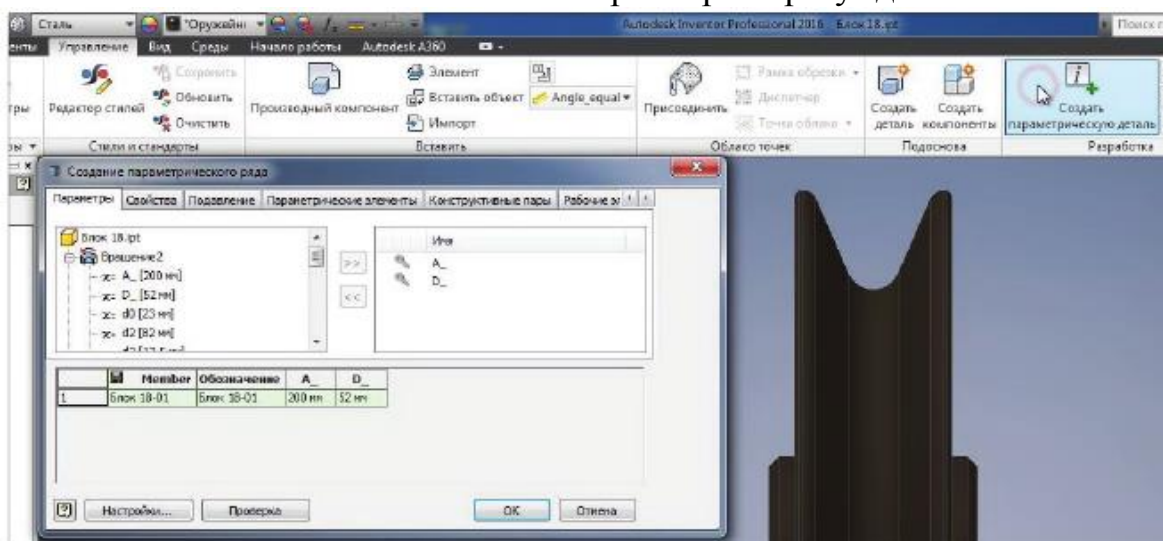 Сталь
Autodesk Inventor Professional 2016 Блок 18.ipt
Управление Вид Среды Начало работы Autodesk A360
Редактор стилей
Сохранить
Обновить
Очистить
Производный компонент
Элемент
Вставить объект
Импорт
Angle_equal
Присоединить
Рамка обрезки
Диспетчер
Точки облака
Создать деталь
Создать компоненты
Создать параметрическую деталь
Стили и стандарты
Вставить
Облако точек
Подоснова
Разработка
Создание параметрического ряда
Параметры Свойства Подавление Параметрические элементы Конструктивные пары Рабочие
Блок 18.ipt
Вращение2
A_ [200 мм]
D_ [52 мм]
d0 [23 мм]
d2 [82 мм]
>>
<<
Имя
A_
D_
Member Обозначение A_ D_
1 Блок 18-01 Блок 18-01 200 мм 52 мм
Настройки... Проверка OK Отмена